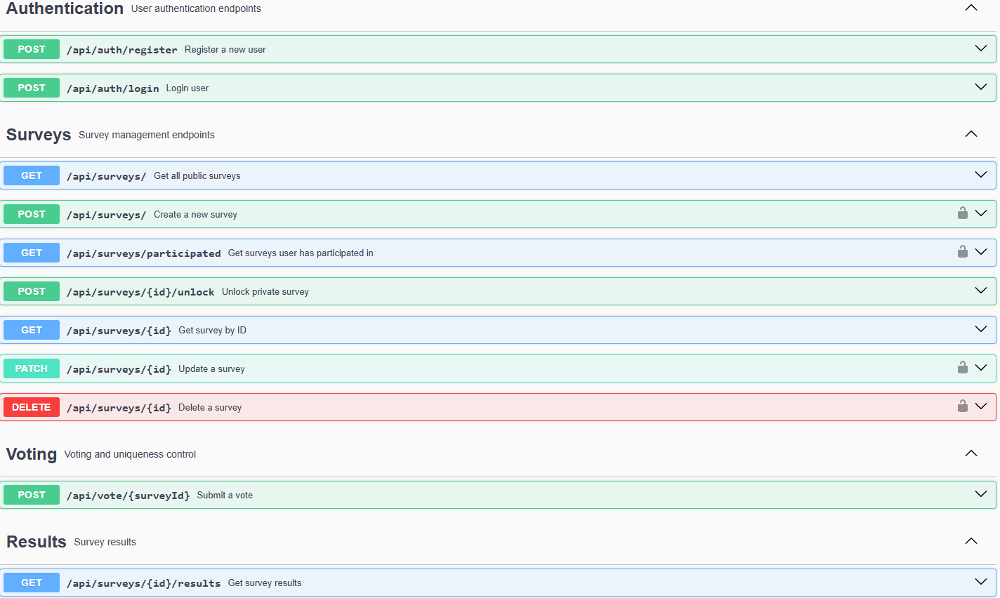 Authentication User authentication endpoints
POST /api/auth/register Register a new user
POST /api/auth/login Login user
Surveys Survey management endpoints
GET /api/surveys/ Get all public surveys
POST /api/surveys/ Create a new survey
GET /api/surveys/participated Get surveys user has participated in
POST /api/surveys/{id}/unlock Unlock private survey
GET /api/surveys/{id} Get survey by ID
PATCH /api/surveys/{id} Update a survey
DELETE /api/surveys/{id} Delete a survey
Voting Voting and uniqueness control
POST /api/vote/{surveyId} Submit a vote
Results Survey results
GET /api/surveys/{id}/results Get survey results